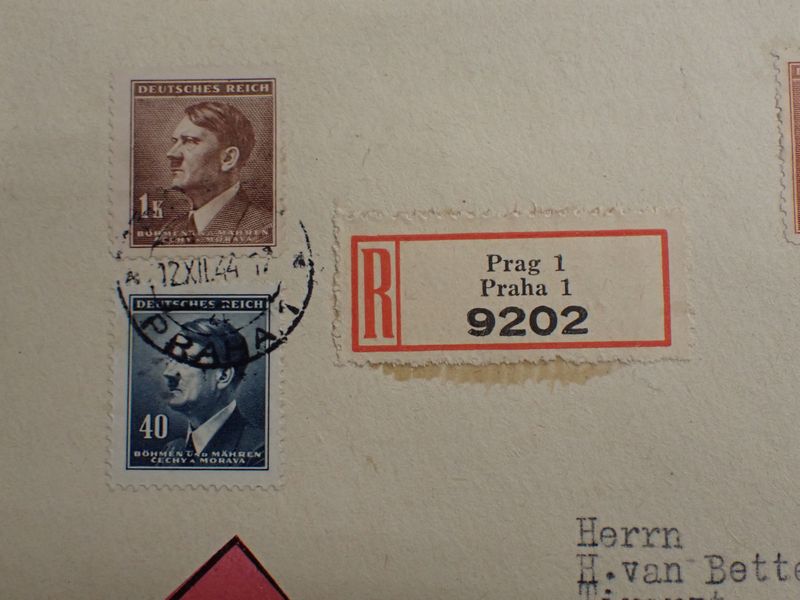 DEUTSCHES REICH
1K
BÖHMEN UND MÄHREN
ČECHY A MORAVA
12.XII.44
PRAHA 1
DEUTSCHES REICH
40
BÖHMEN UND MÄHREN
ČECHY A MORAVA
R
Prag 1
Praha 1
9202
Herrn
H.van Bette